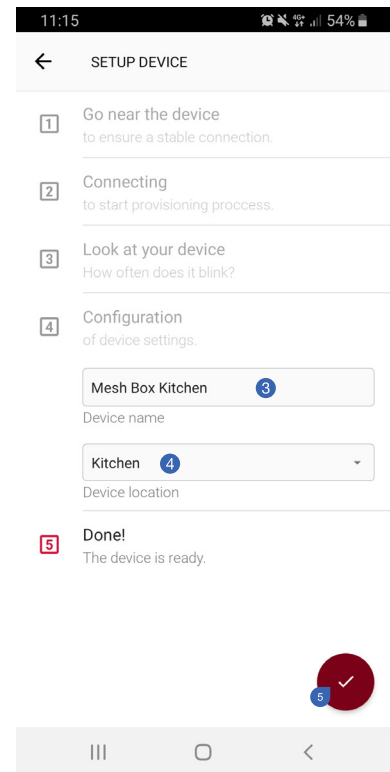 11:15 4G+ 54%
SETUP DEVICE
1 Go near the device
to ensure a stable connection.
2 Connecting
to start provisioning proccess.
3 Look at your device
How often does it blink?
4 Configuration
of device settings.
Mesh Box Kitchen 3
Device name
Kitchen 4
Device location
5 Done!
The device is ready.
5